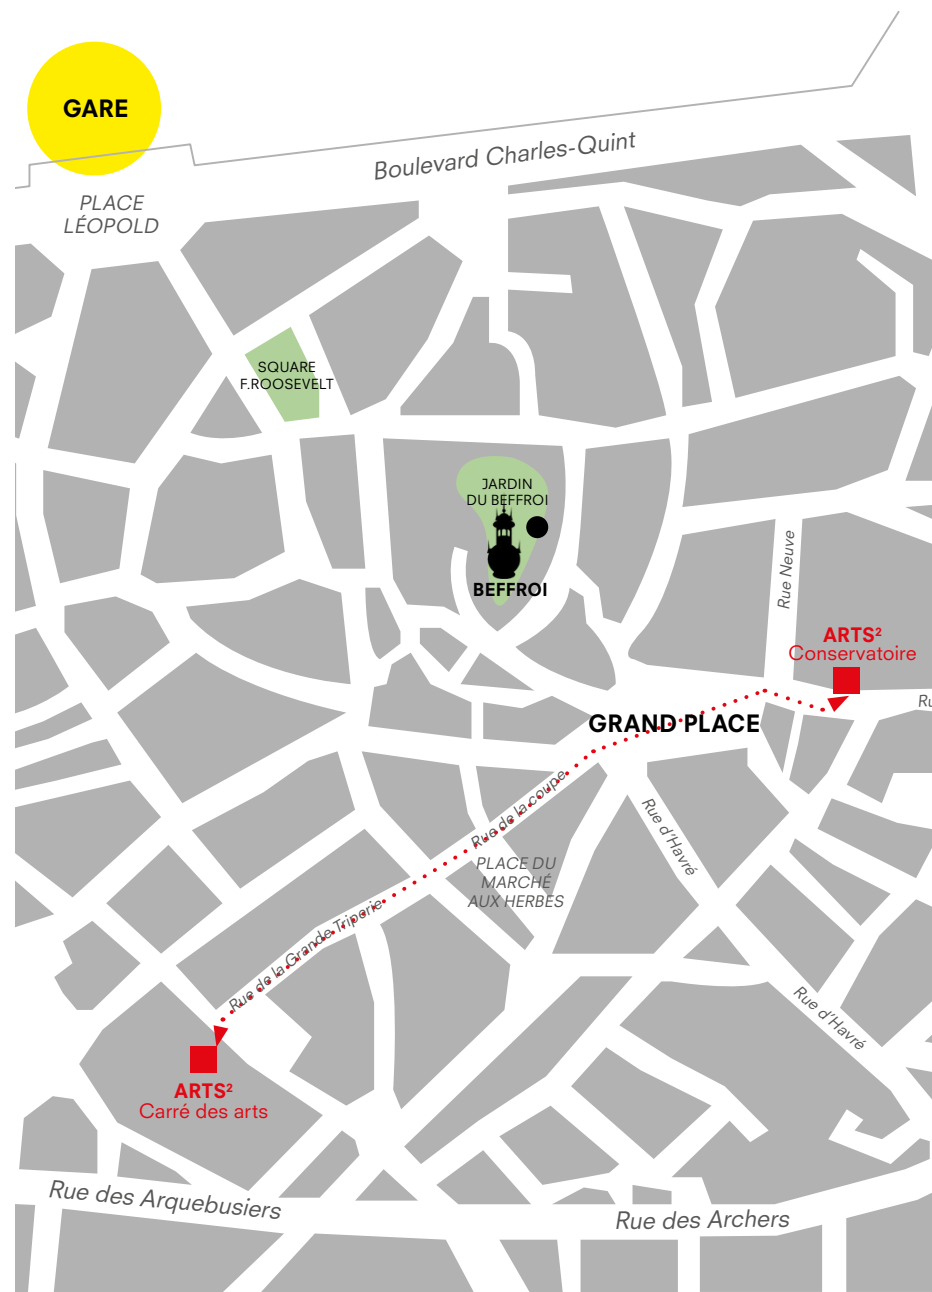 GARE
Boulevard Charles-Quint
PLACE
LÉOPOLD
SQUARE
F.ROOSEVELT
JARDIN
DU BEFFROI
BEFFROI
Rue Neuve
ARTS²
Conservatoire
Ru
GRAND PLACE
Rue de la coupe
Rue d'Havré
PLACE DU
MARCHÉ
AUX HERBES
Rue de la Grande Triperie
Rue d'Havré
ARTS²
Carré des arts
Rue des Arquebusiers
Rue des Archers